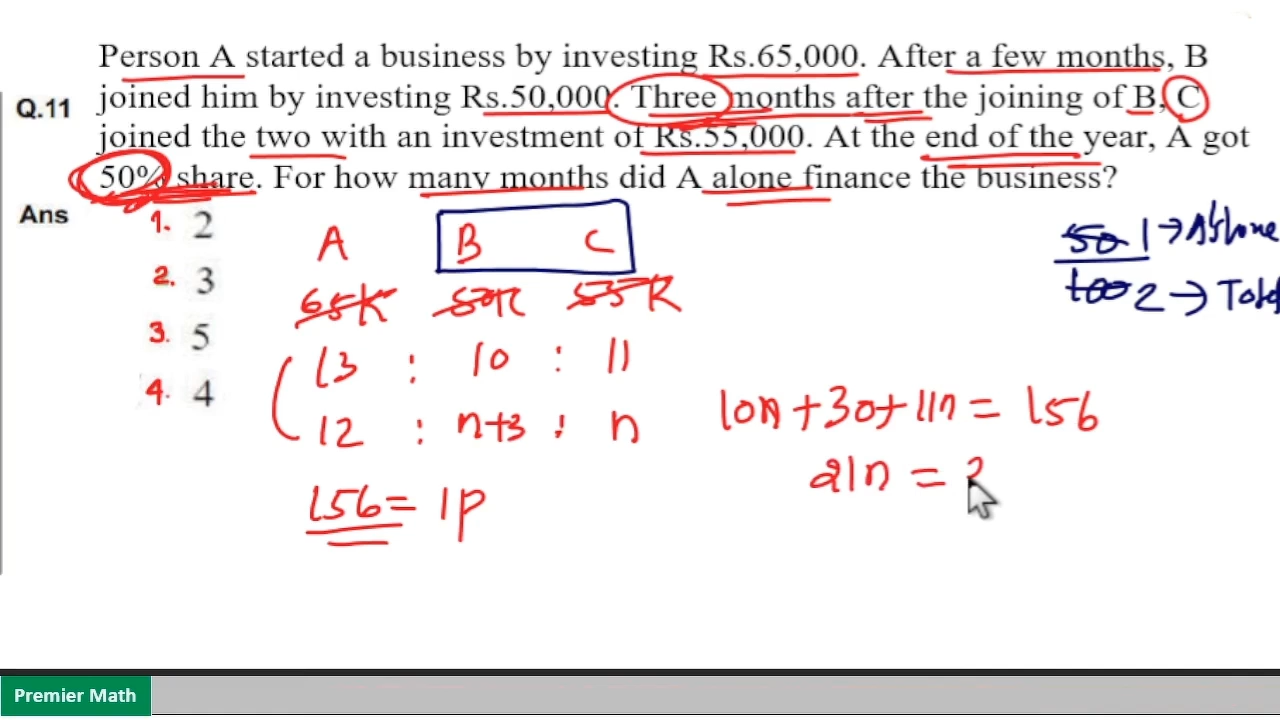 Person A started a business by investing Rs.65,000. After a few months, B
Q.11 joined him by investing Rs.50,000. Three months after the joining of B, C
joined the two with an investment of Rs.55,000. At the end of the year, A got
50% share. For how many months did A alone finance the business?
Ans
1. 2
2. 3
3. 5
4. 4
A B C
65K 50K 55K
13 : 10 : 11
12 : n+3 : n
156 = 1P
50 1 →
100 2 →
10n + 30 + 11n = 156
21n =
Premier Math